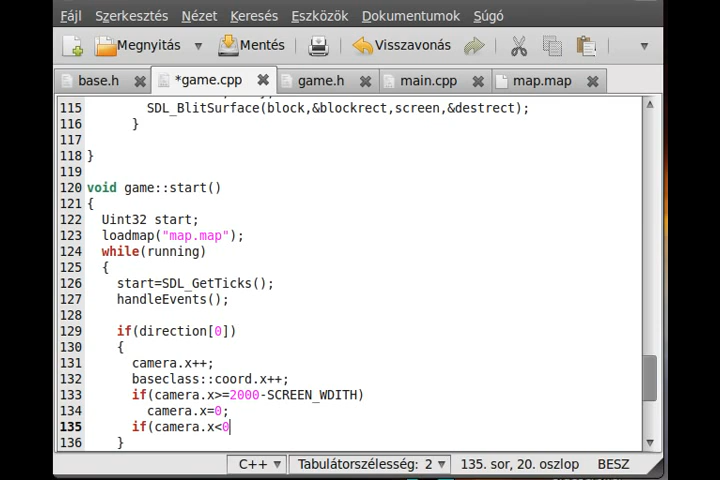 Fájl Szerkesztés Nézet Keresés Eszközök Dokumentumok Súgó
Megnyitás Mentés Visszavonás
base.h *game.cpp game.h main.cpp map.map
115 SDL_BlitSurface(block,&blockrect,screen,&destrect);
116 }
117
118 }
119
120 void game::start()
121 {
122 Uint32 start;
123 loadmap("map.map");
124 while(running)
125 {
126 start=SDL_GetTicks();
127 handleEvents();
128
129 if(direction[0])
130 {
131 camera.x++;
132 baseclass::coord.x++;
133 if(camera.x>=2000-SCREEN_WDITH)
134 camera.x=0;
135 if(camera.x<0
136 }
C++ Tabulátorszélesség: 2 135. sor, 20. oszlop BESZ